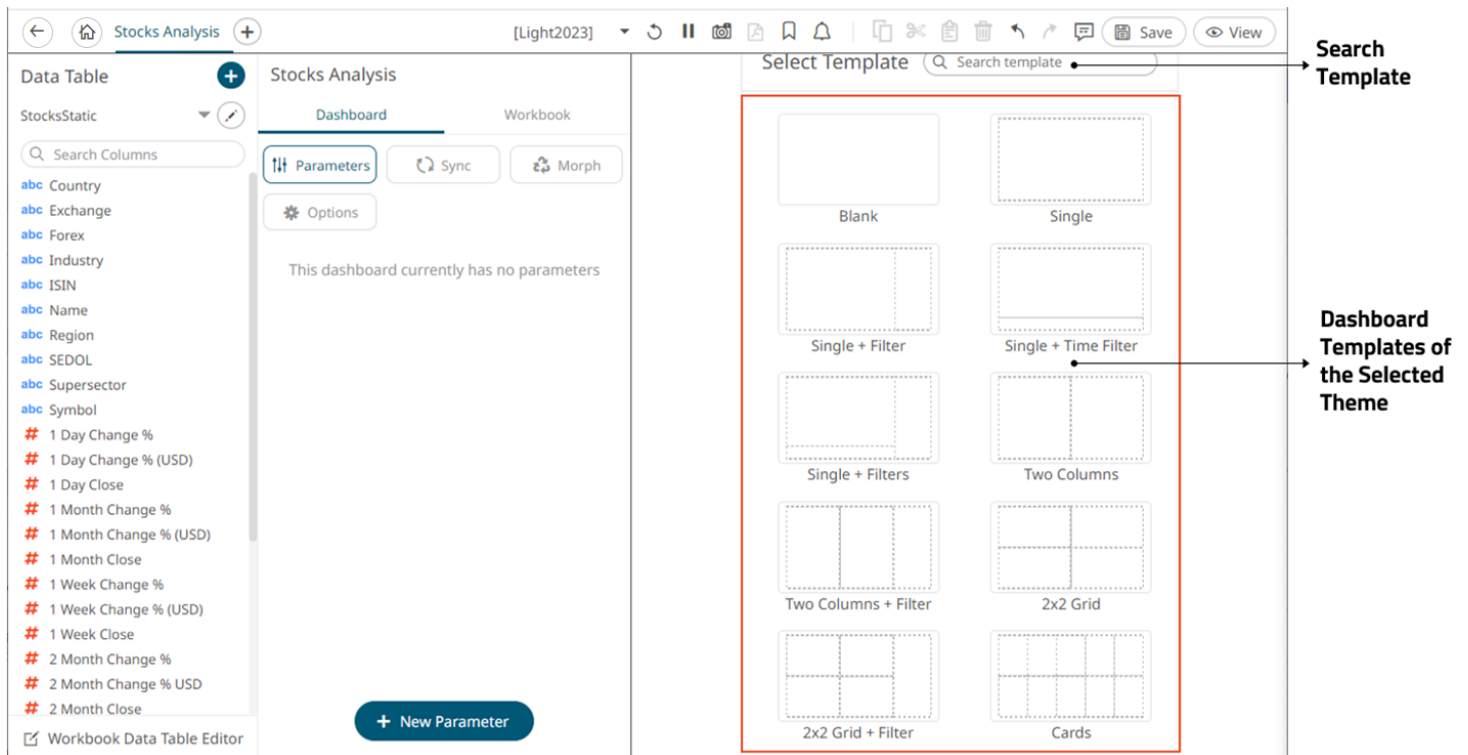 Stocks Analysis
[Light2023]
Save
View
Data Table
StocksStatic
Search Columns
abc Country
abc Exchange
abc Forex
abc Industry
abc ISIN
abc Name
abc Region
abc SEDOL
abc Supersector
abc Symbol
# 1 Day Change %
# 1 Day Change % (USD)
# 1 Day Close
# 1 Month Change %
# 1 Month Change % (USD)
# 1 Month Close
# 1 Week Change %
# 1 Week Change % (USD)
# 1 Week Close
# 2 Month Change %
# 2 Month Change % USD
# 2 Month Close
Workbook Data Table Editor
Stocks Analysis
Dashboard
Workbook
Parameters
Sync
Morph
Options
This dashboard currently has no parameters
+ New Parameter
Select Template
Search template
Blank
Single
Single + Filter
Single + Time Filter
Single + Filters
Two Columns
Two Columns + Filter
2x2 Grid
2x2 Grid + Filter
Cards
Search
Template
Dashboard
Templates of
the Selected
Theme